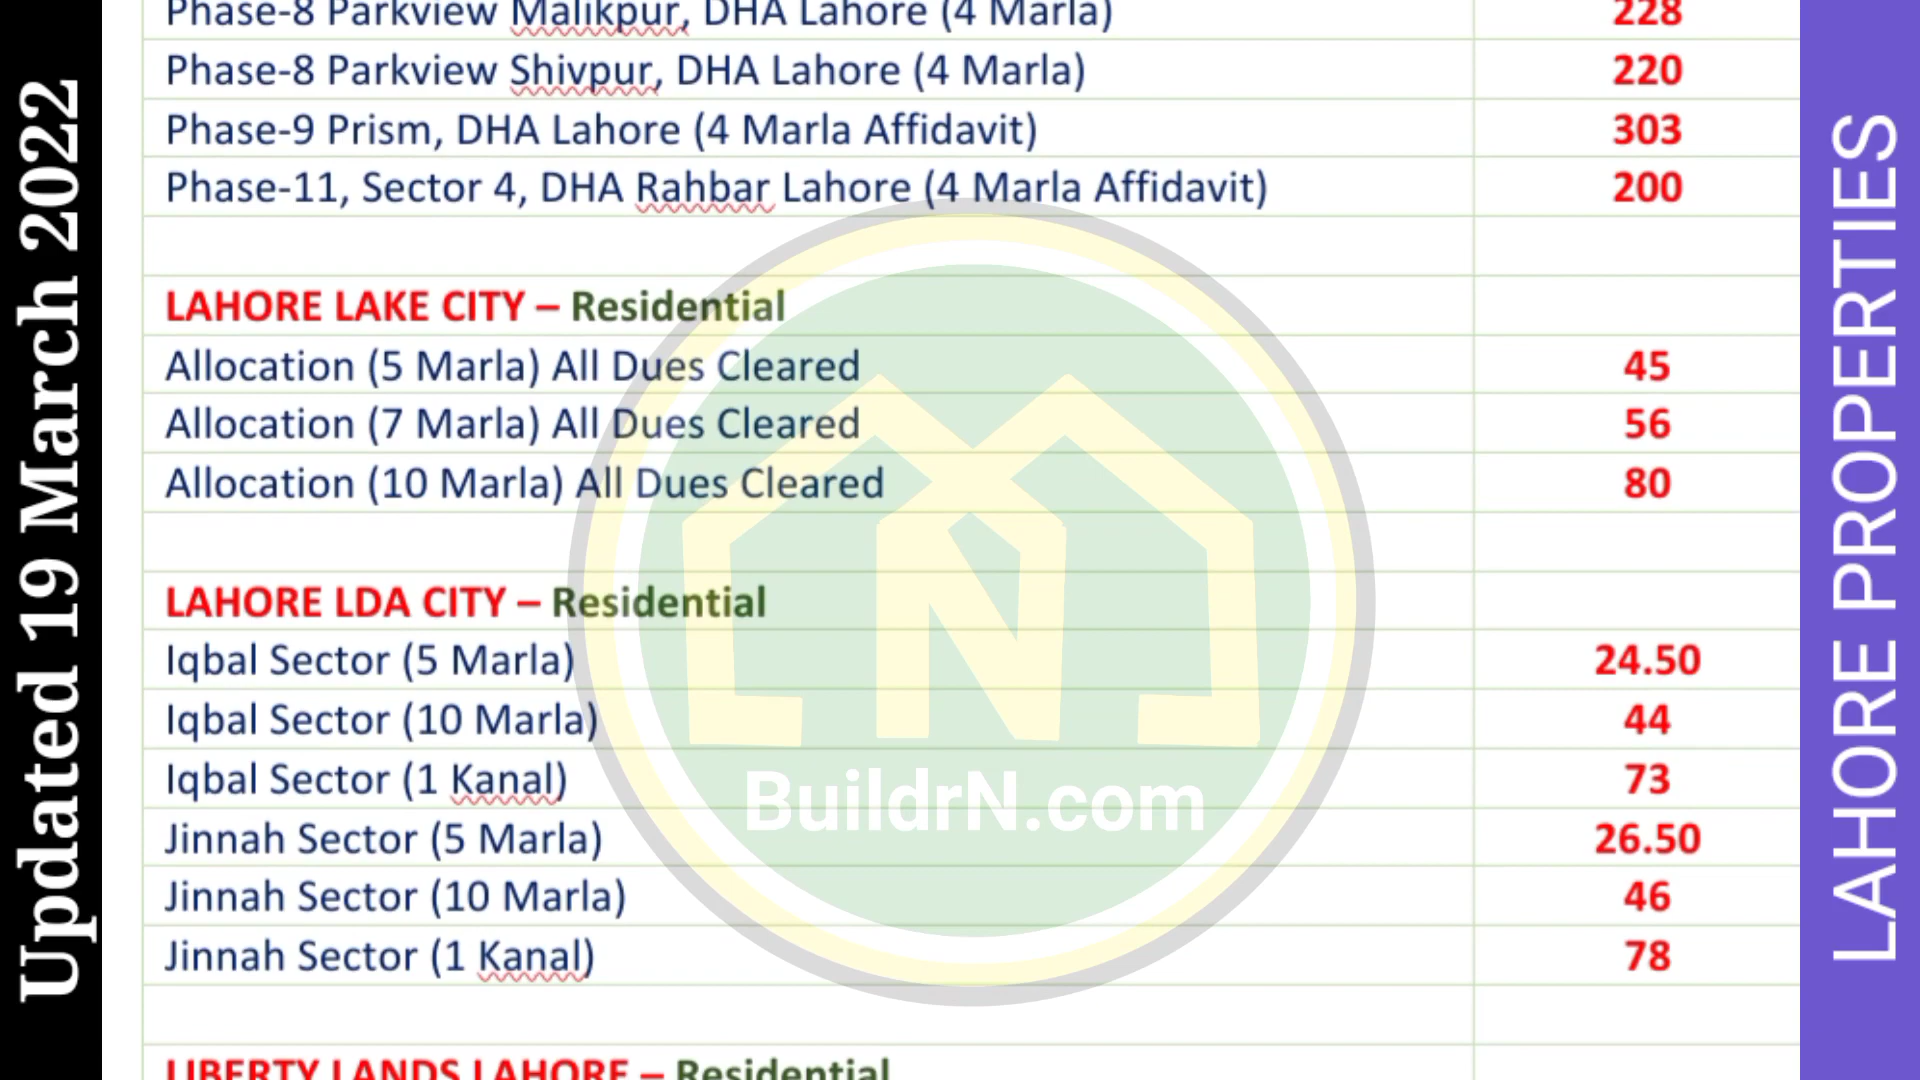 Updated 19 March 2022
Phase-8 Parkview Malikpur, DHA Lahore (4 Marla) 228
Phase-8 Parkview Shivpur, DHA Lahore (4 Marla) 220
Phase-9 Prism, DHA Lahore (4 Marla Affidavit) 303
Phase-11, Sector 4, DHA Rahbar Lahore (4 Marla Affidavit) 200
LAHORE LAKE CITY – Residential
Allocation (5 Marla) All Dues Cleared 45
Allocation (7 Marla) All Dues Cleared 56
Allocation (10 Marla) All Dues Cleared 80
LAHORE LDA CITY – Residential
Iqbal Sector (5 Marla) 24.50
Iqbal Sector (10 Marla) 44
Iqbal Sector (1 Kanal) 73
Jinnah Sector (5 Marla) 26.50
Jinnah Sector (10 Marla) 46
Jinnah Sector (1 Kanal) 78
LIBERTY LANDS LAHORE – Residential
BuildrN.com
LAHORE PROPERTIES